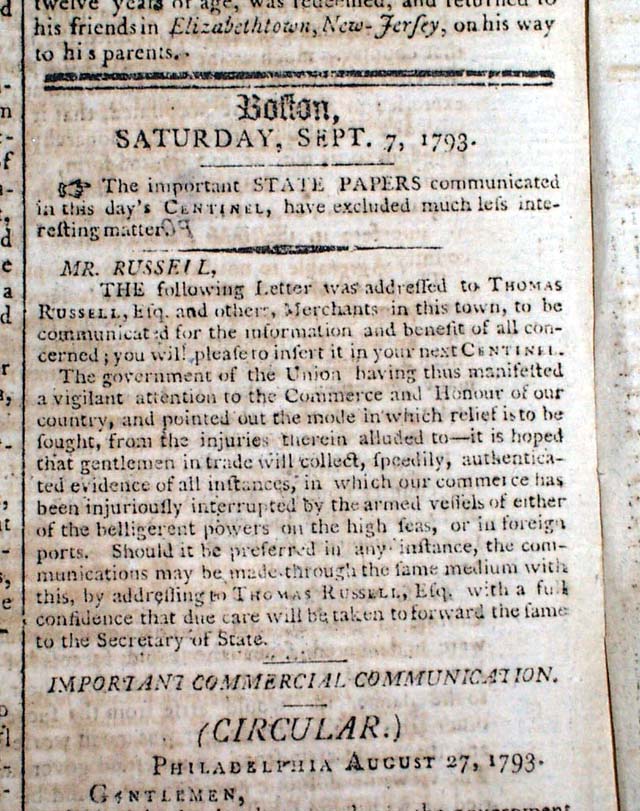 twelve years of age, was redeemed, and returned to
his friends in Elizabethtown, New-Jersey, on his way
to his parents.
Boſton,
SATURDAY, SEPT. 7, 1793.
☞ The important STATE PAPERS communicated
in this day's CENTINEL, have excluded much leſs inte-
reſting matter.
MR. RUSSELL,
THE following Letter was addreſſed to THOMAS
RUSSELL, Eſq. and others, Merchants in this town, to be
communicated for the information and benefit of all con-
cerned; you will pleaſe to inſert it in your next CENTINEL.
The government of the Union having thus manifeſted
a vigilant attention to the Commerce and Honour of our
country, and pointed out the mode in which relief is to be
ſought, from the injuries therein alluded to—it is hoped
that gentlemen in trade will collect, ſpeedily, authentica-
ted evidence of all inſtances, in which our commerce has
been injuriouſly interrupted by the armed veſſels of either
of the belligerent powers on the high ſeas, or in foreign
ports. Should it be preferred in any inſtance, the com-
munications may be made through the ſame medium with
this, by addreſſing to THOMAS RUSSELL, Eſq. with a full
confidence that due care will be taken to forward the ſame
to the Secretary of State.
IMPORTANT COMMERCIAL COMMUNICATION.
(CIRCULAR.)
PHILADELPHIA AUGUST 27, 1793.
GENTLEMEN,
government